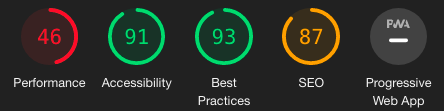 46
91
93
87
PWA
Performance
Accessibility
Best
Practices
SEO
Progressive
Web App